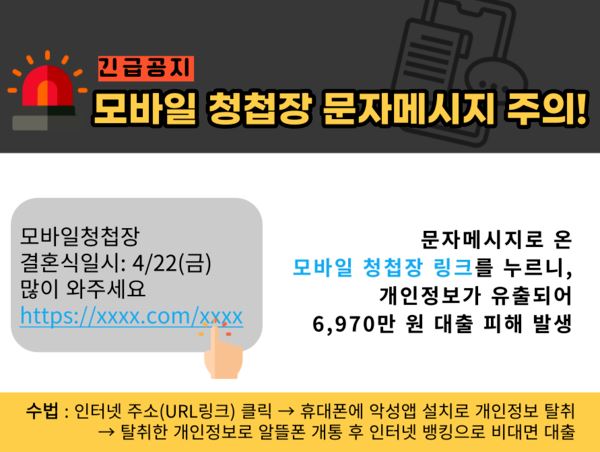 긴급공지
모바일 청첩장 문자메시지 주의!
모바일청첩장
결혼식일시: 4/22(금)
많이 와주세요
https://xxxx.com/xxxx
문자메시지로 온
모바일 청첩장 링크를 누르니,
개인정보가 유출되어
6,970만 원 대출 피해 발생
수법 : 인터넷 주소(URL링크) 클릭 → 휴대폰에 악성앱 설치로 개인정보 탈취
→ 탈취한 개인정보로 알뜰폰 개통 후 인터넷 뱅킹으로 비대면 대출